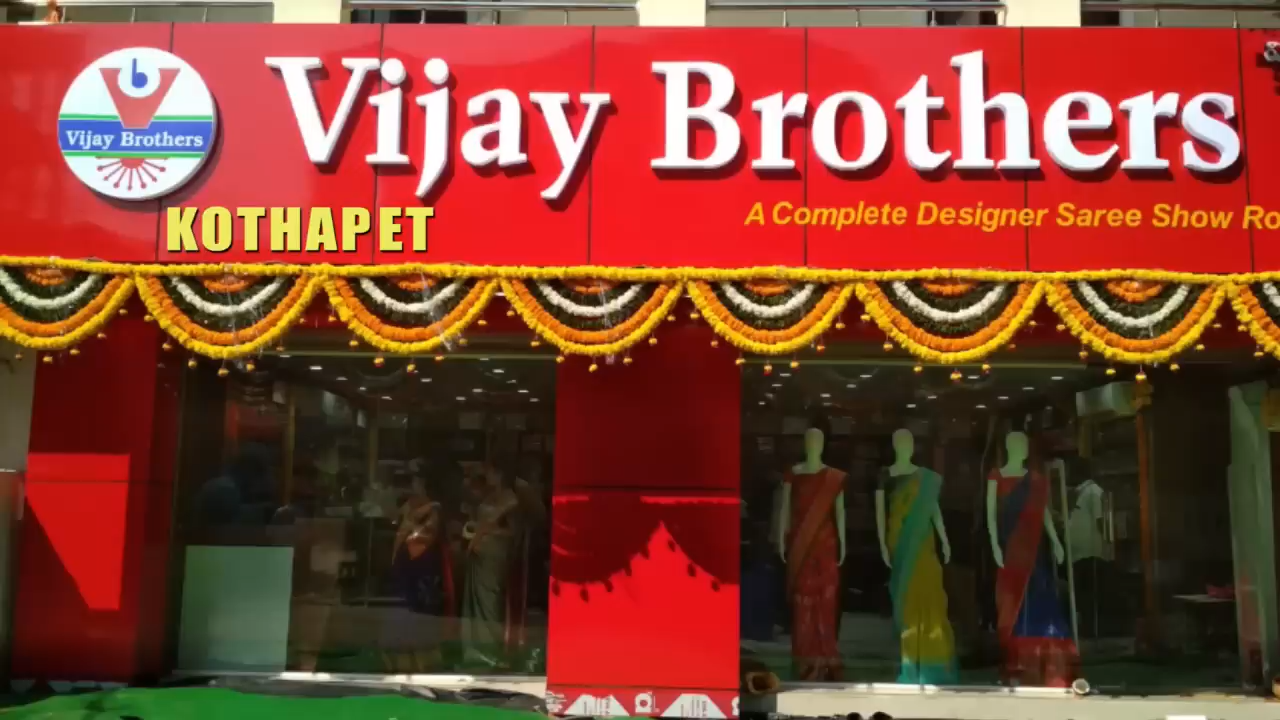 Vijay Brothers
b
Vijay Brothers
KOTHAPET
A Complete Designer Saree Show